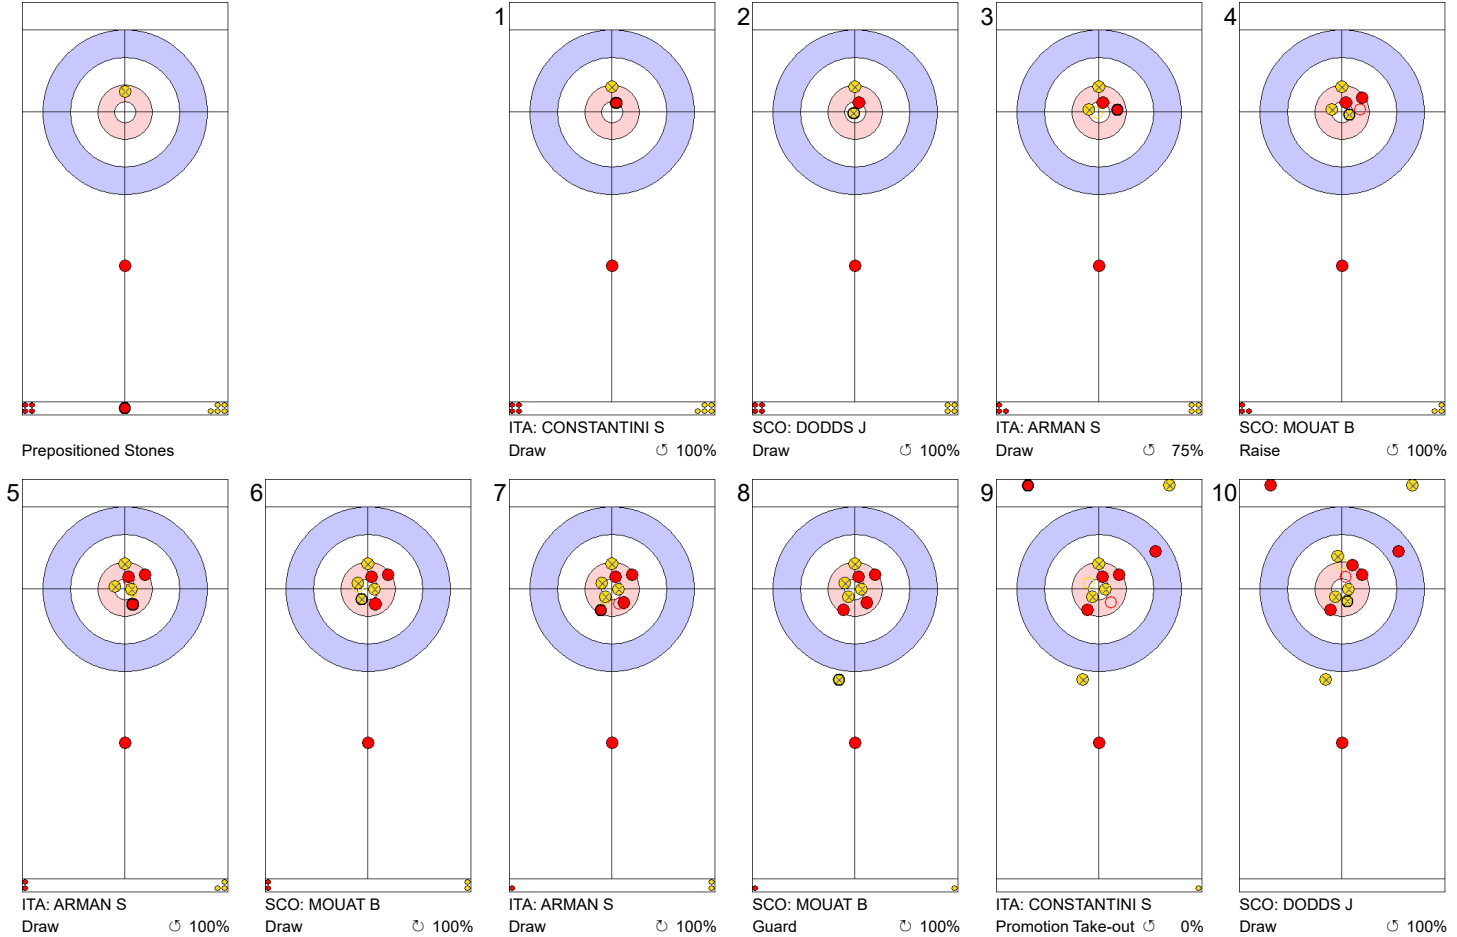 1 2 3 4
ITA: CONSTANTINI S SCO: DODDS J ITA: ARMAN S SCO: MOUAT B
Prepositioned Stones Draw 100% Draw 100% Draw 75% Raise 100%
5 6 7 8 9 10
ITA: ARMAN S SCO: MOUAT B ITA: ARMAN S SCO: MOUAT B ITA: CONSTANTINI S SCO: DODDS J
Draw 100% Draw 100% Draw 100% Guard 100% Promotion Take-out 0% Draw 100%